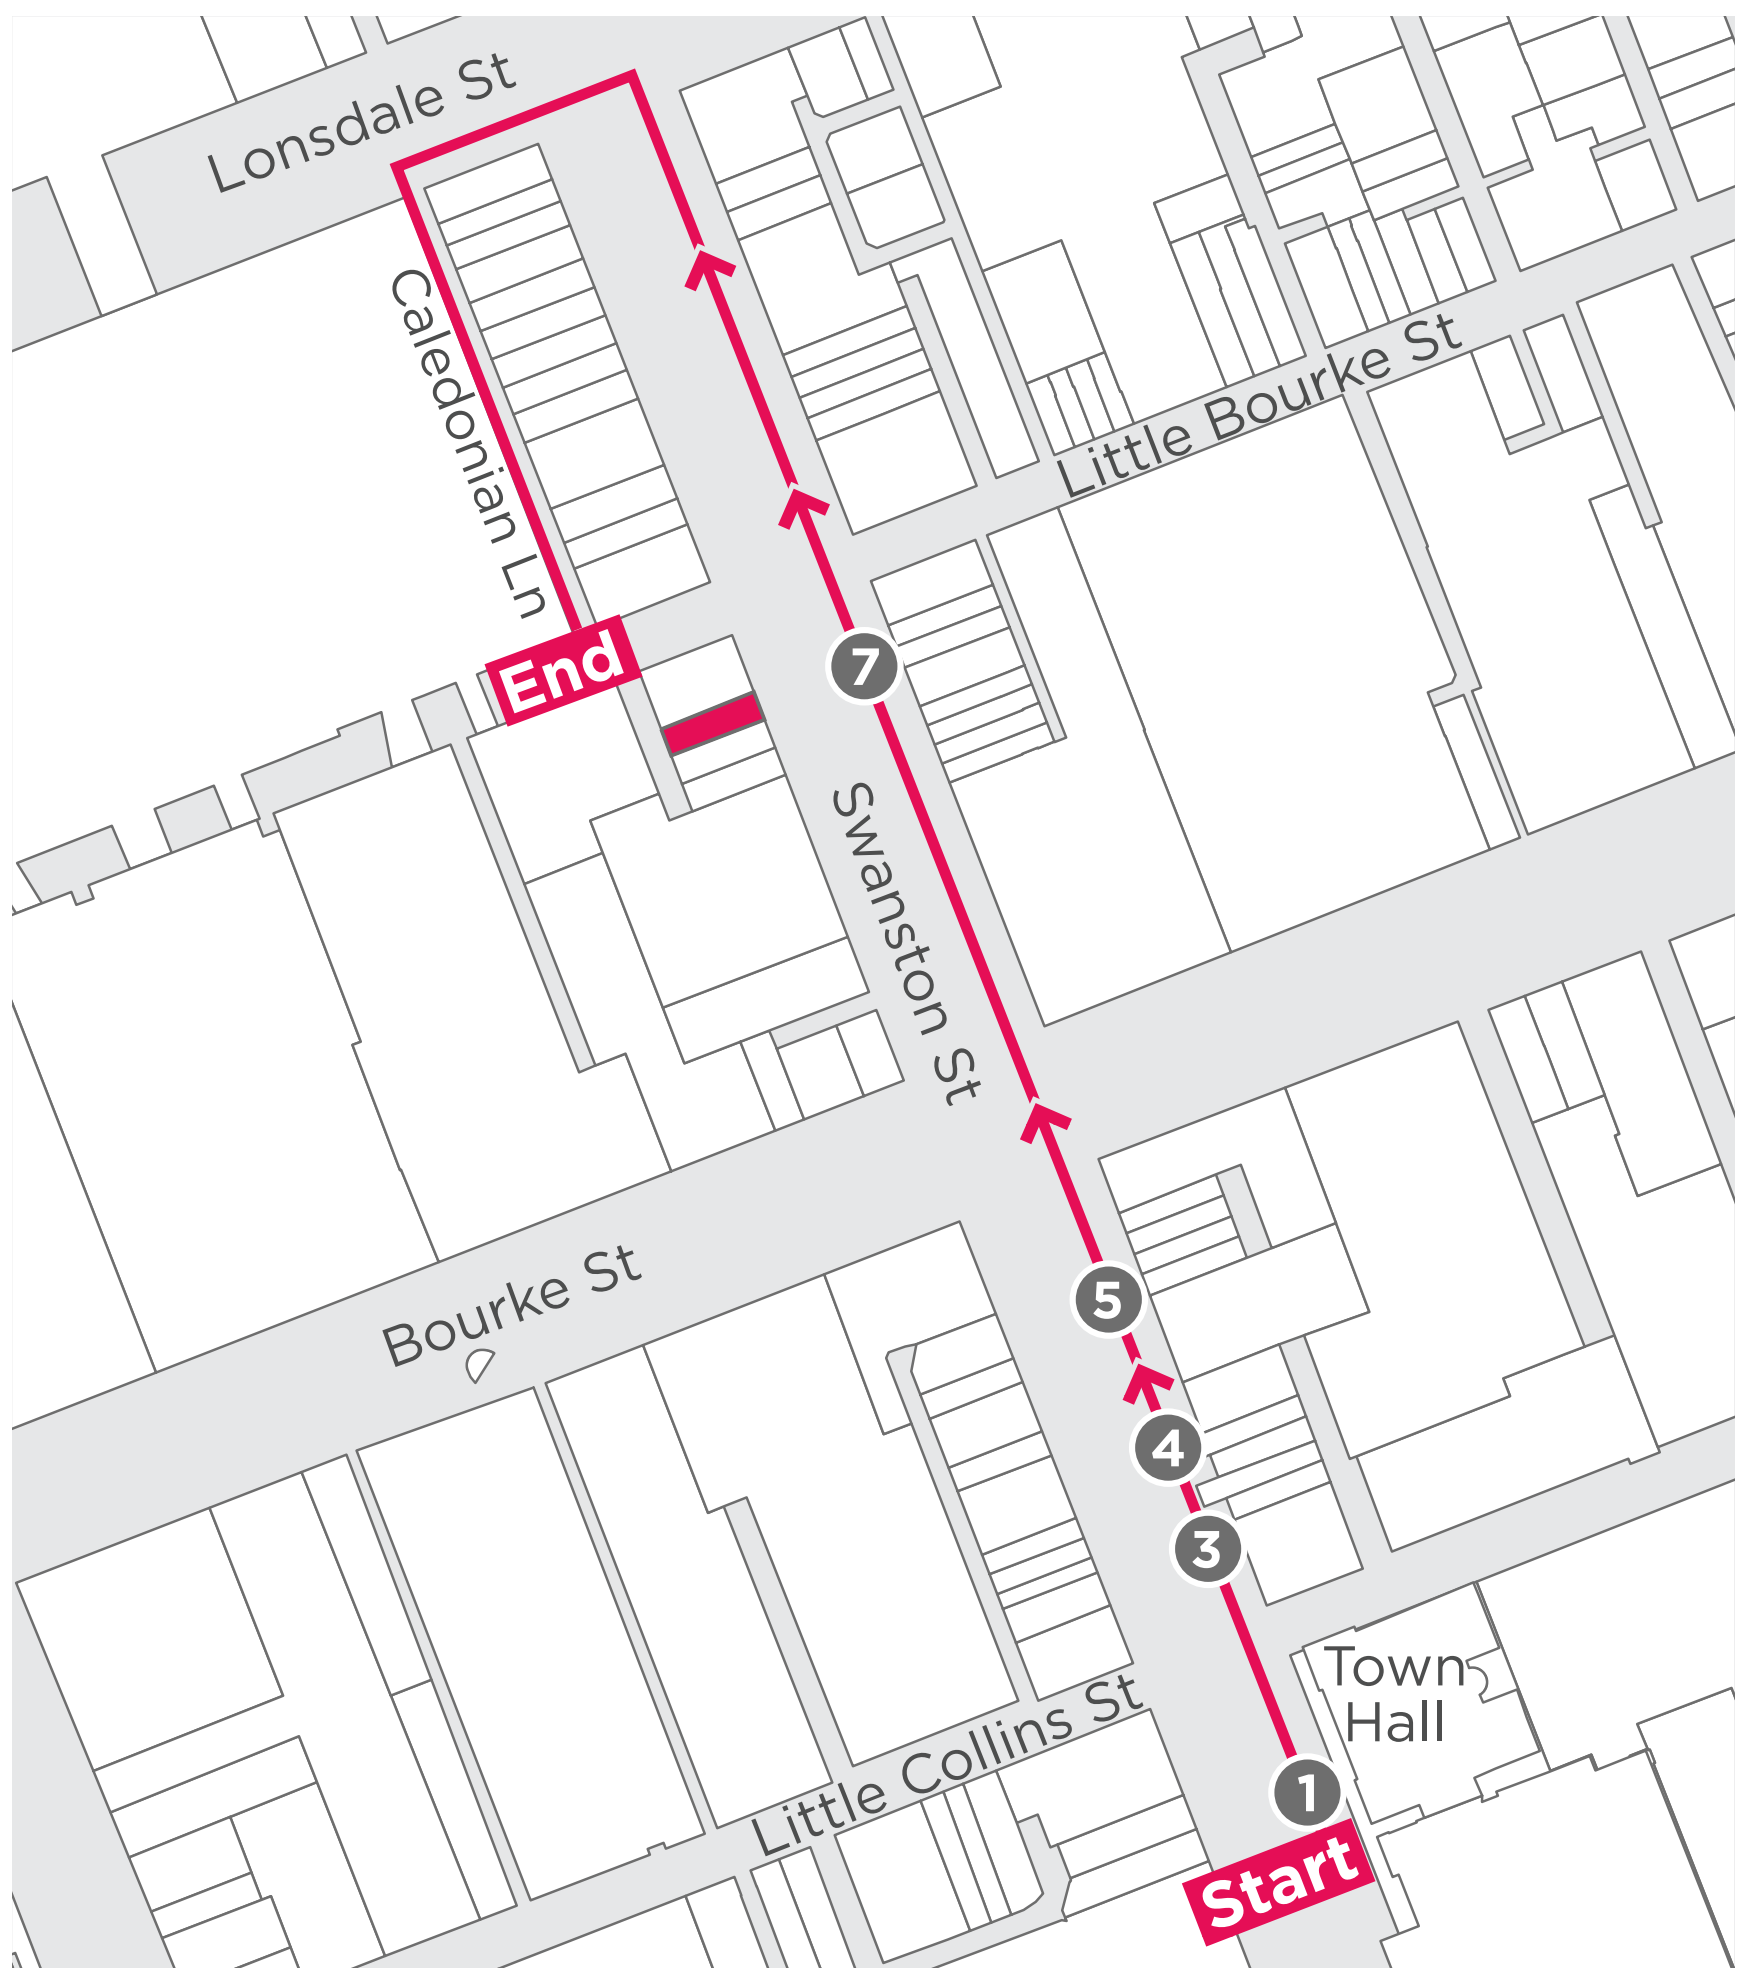 Lonsdale St
Caledonian Ln
Little Bourke St
End
7
Swanston St
Bourke St
5
4
3
Town
Hall
Little Collins St
1
Start